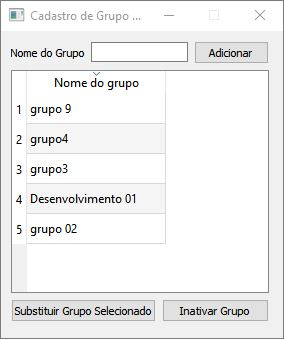 Cadastro de Grupo ...
Nome do Grupo Adicionar
Nome do grupo
1 grupo 9
2 grupo4
3 grupo3
4 Desenvolvimento 01
5 grupo 02
Substituir Grupo Selecionado Inativar Grupo